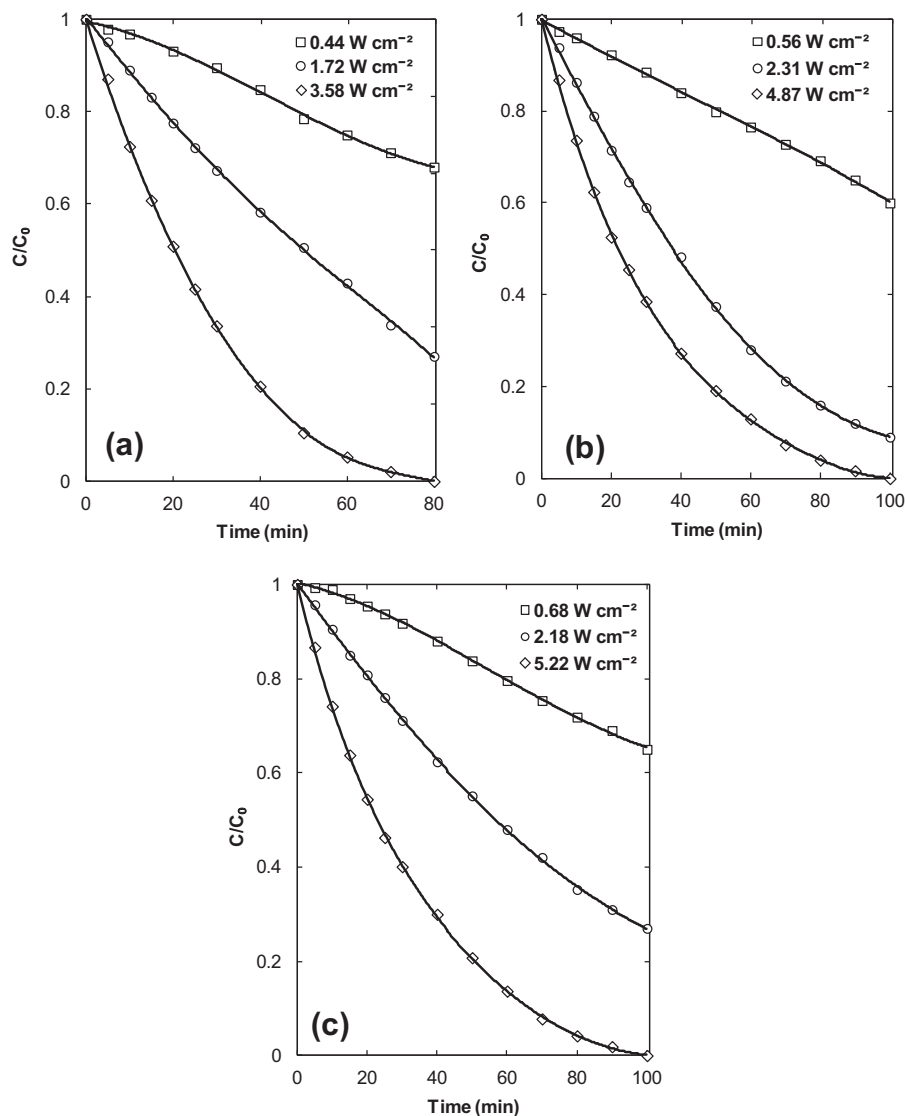 1
0.8
0.6
0.4
0.2
0
C/C₀
0.44 W cm⁻²
1.72 W cm⁻²
3.58 W cm⁻²
(a)
0 20 40 60 80
Time (min)
1
0.8
0.6
0.4
0.2
0
C/C₀
0.56 W cm⁻²
2.31 W cm⁻²
4.87 W cm⁻²
(b)
0 20 40 60 80 100
Time (min)
1
0.8
0.6
0.4
0.2
0
C/C₀
0.68 W cm⁻²
2.18 W cm⁻²
5.22 W cm⁻²
(c)
0 20 40 60 80 100
Time (min)